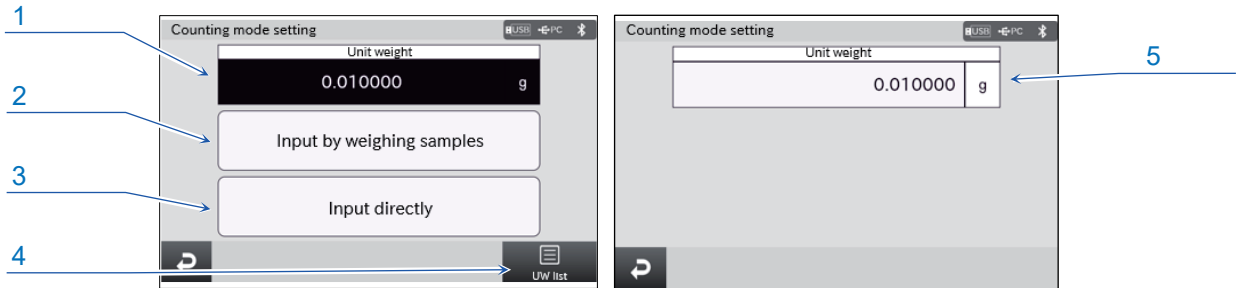 1
Counting mode setting
USB PC
Unit weight
0.010000 g
2
Input by weighing samples
3
Input directly
4
UW list
Counting mode setting
USB PC
Unit weight
0.010000 g
5